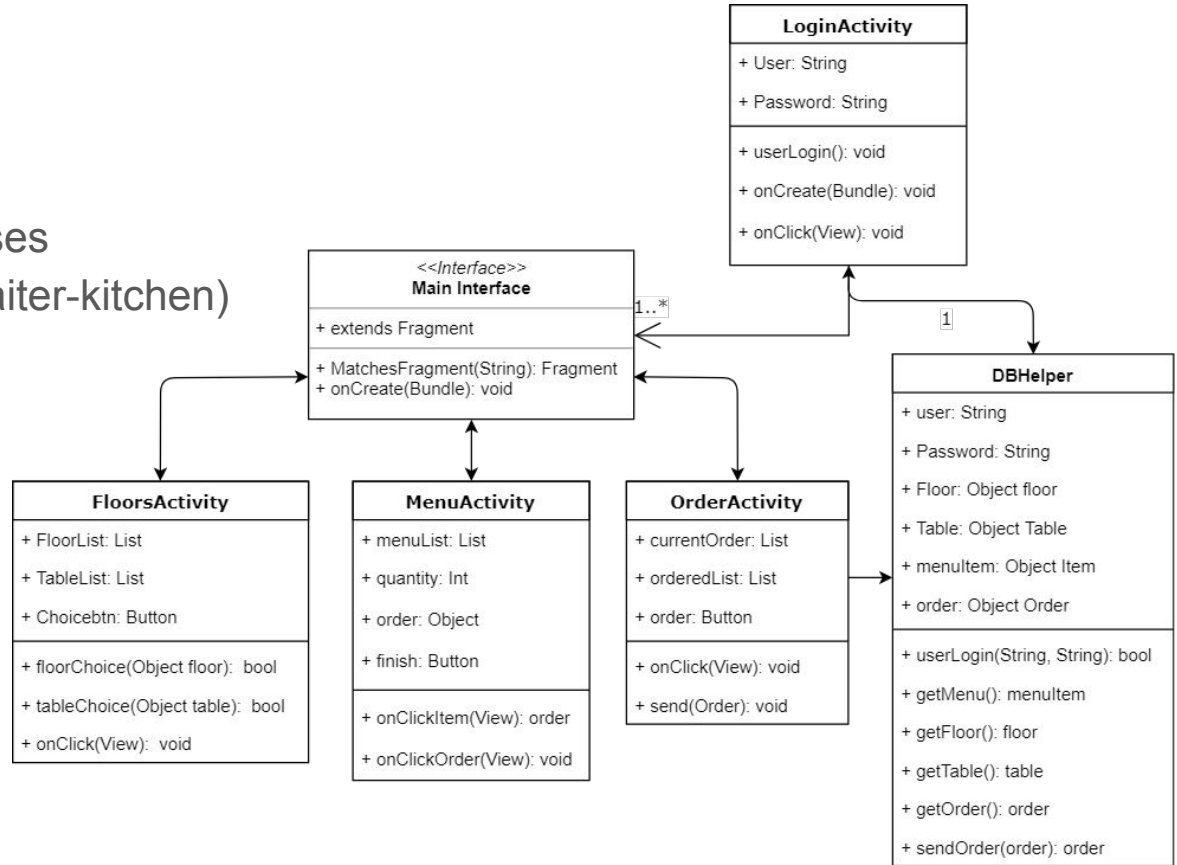 LoginActivity
+ User: String
+ Password: String
+ userLogin(): void
+ onCreate(Bundle): void
+ onClick(View): void
ses
aiter-kitchen)
<<Interface>>
Main Interface
+ extends Fragment
+ MatchesFragment(String): Fragment
+ onCreate(Bundle): void
1..*
1
FloorsActivity
+ FloorList: List
+ TableList: List
+ Choicebtn: Button
+ floorChoice(Object floor): bool
+ tableChoice(Object table): bool
+ onClick(View): void
MenuActivity
+ menuList: List
+ quantity: Int
+ order: Object
+ finish: Button
+ onClickItem(View): order
+ onClickOrder(View): void
OrderActivity
+ currentOrder: List
+ orderedList: List
+ order: Button
+ onClick(View): void
+ send(Order): void
DBHelper
+ user: String
+ Password: String
+ Floor: Object floor
+ Table: Object Table
+ menuItem: Object Item
+ order: Object Order
+ userLogin(String, String): bool
+ getMenu(): menuItem
+ getFloor(): floor
+ getTable(): table
+ getOrder(): order
+ sendOrder(order): order